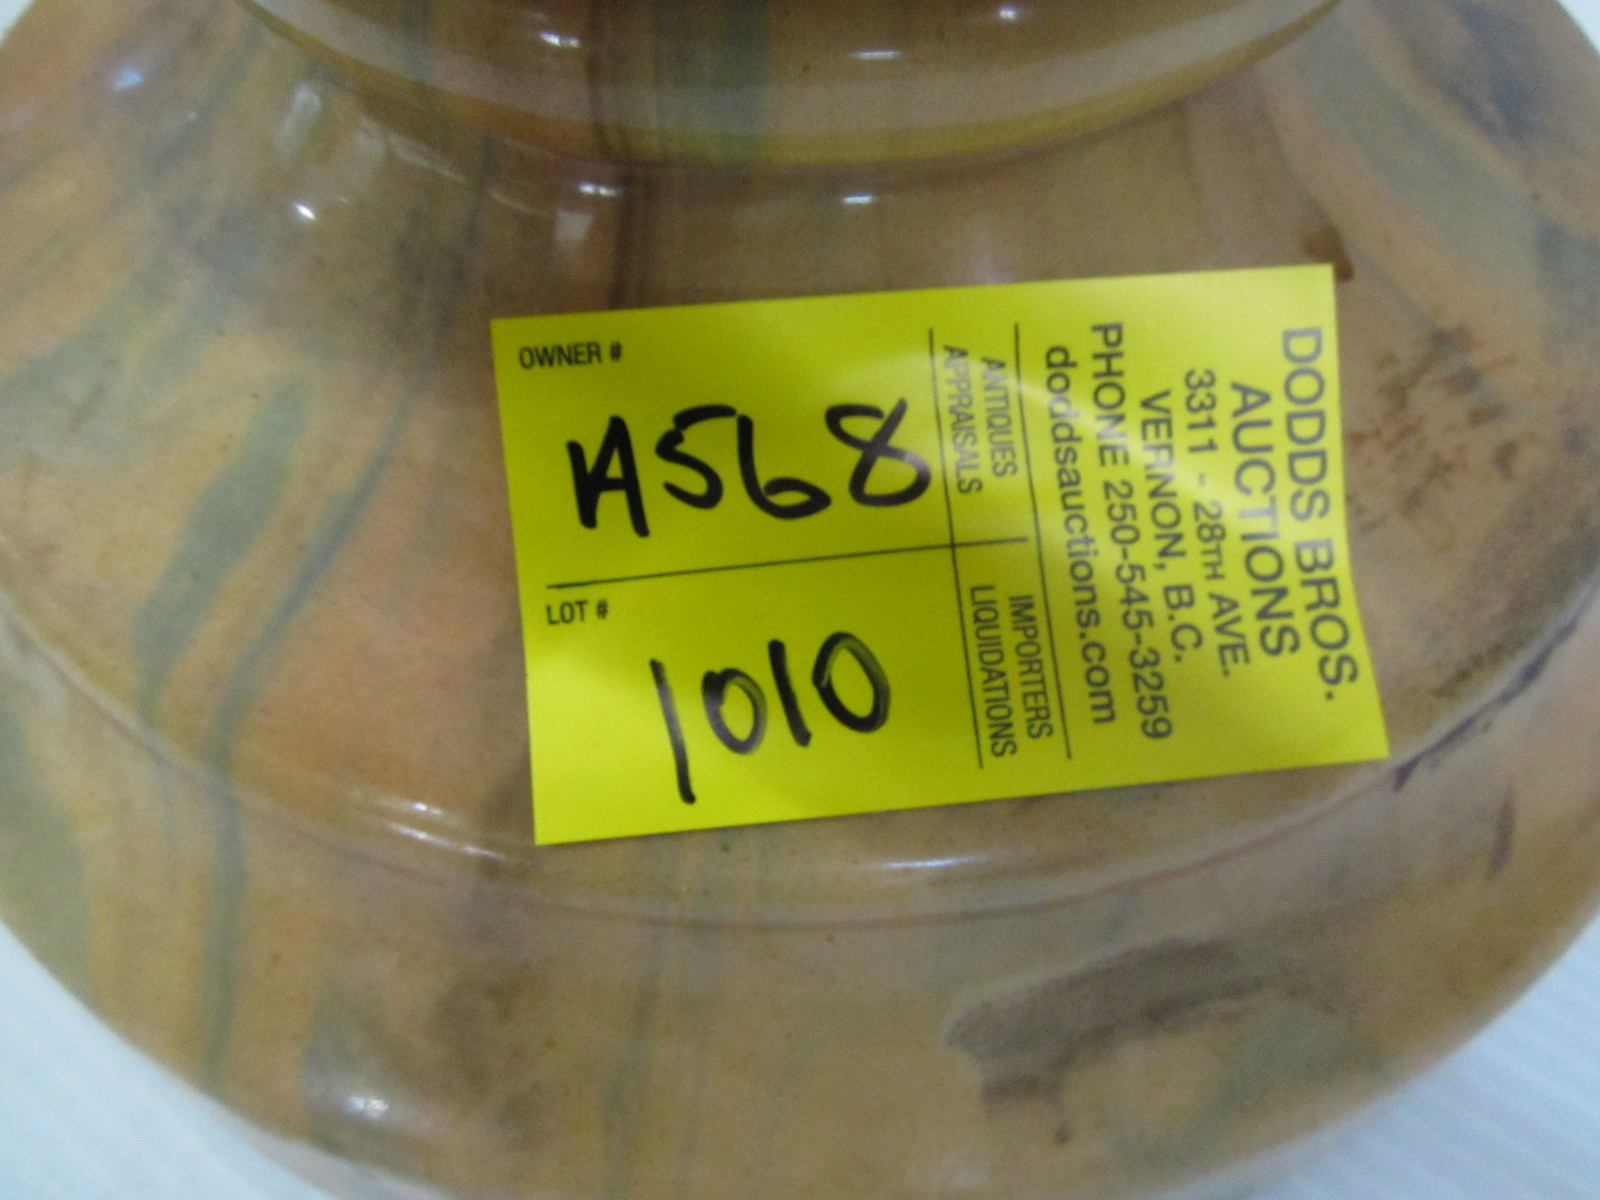 OWNER #
A568
LOT #
1010
DODDS BROS.
AUCTIONS
3311 - 28TH AVE.
VERNON, B.C.
PHONE 250-545-3259
doddsauctions.com
ANTIQUES
APPRAISALS
IMPORTERS
LIQUIDATIONS